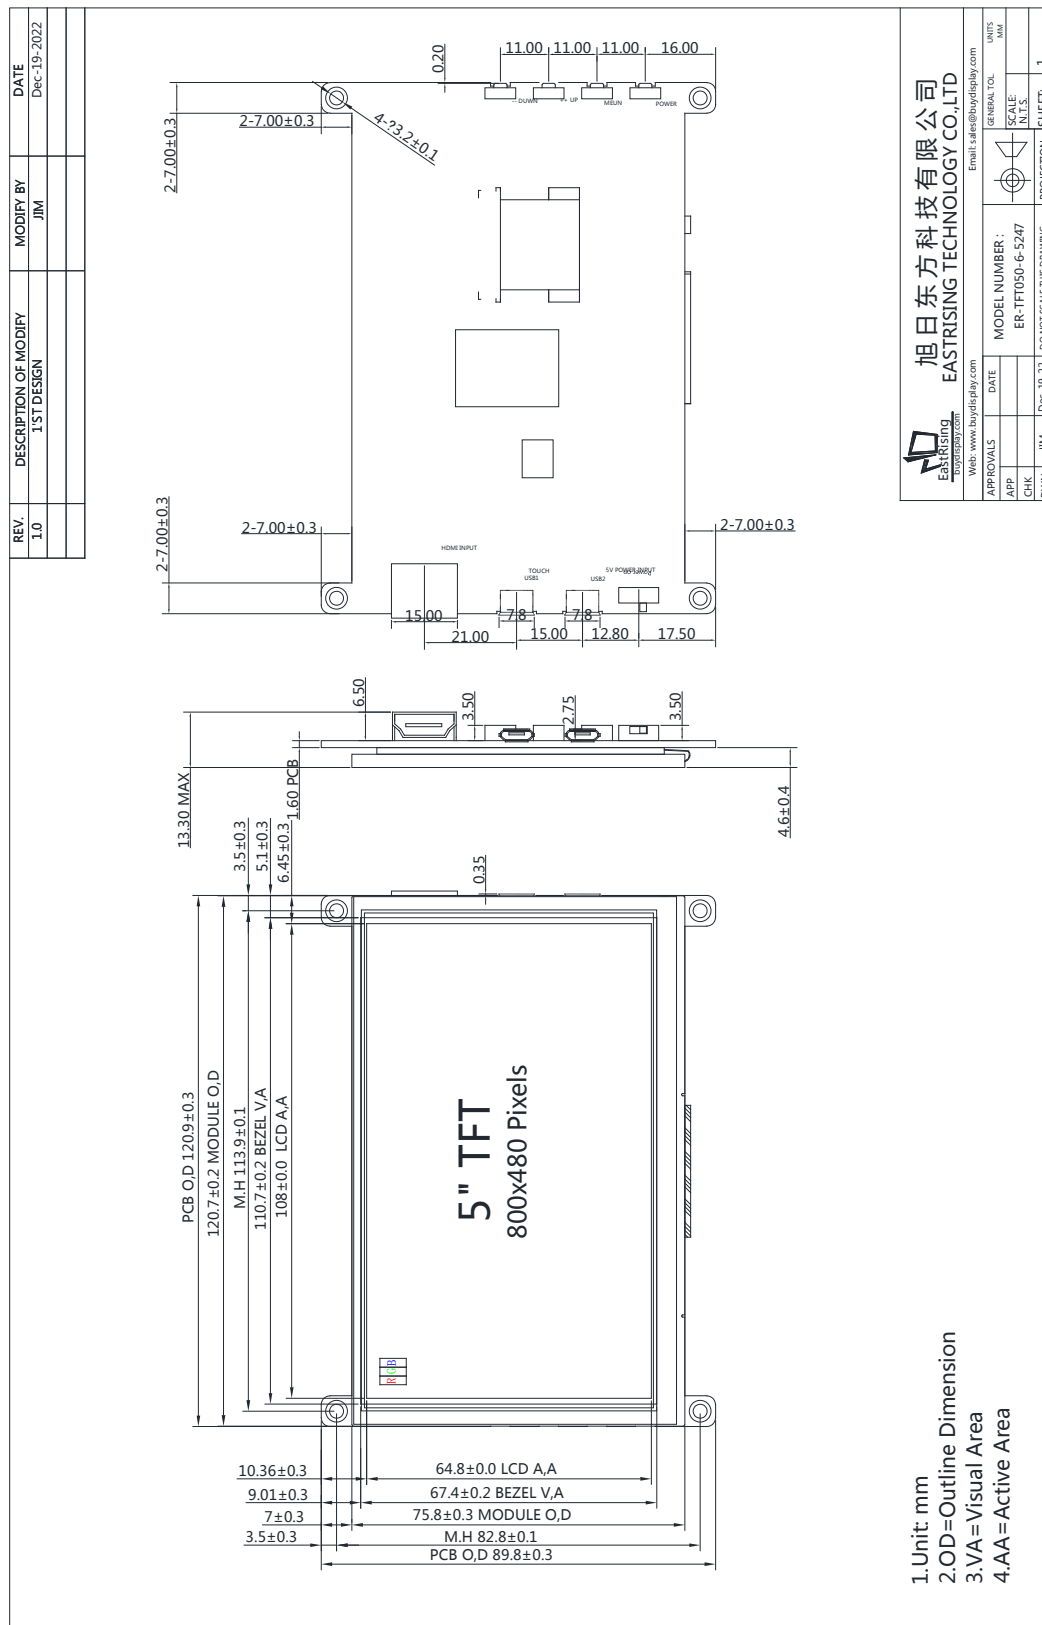 REV.
DESCRIPTION OF MODIFY
MODIFY BY
DATE
1.0
1'ST DESIGN
JIM
Dec-19-2022
0.20
11.00
11.00
11.00
16.00
-- DUWN
++ UP
MEUN
POWER
2-7.00±0.3
2-7.00±0.3
4-?3.2±0.1
2-7.00±0.3
2-7.00±0.3
2-7.00±0.3
HDMI INPUT
TOUCH
USB1
USB2
5V POWER INPUT
15.00
7.8
7.8
21.00
15.00
12.80
17.50
6.50
3.50
2.75
3.50
13.30 MAX
1.60 PCB
4.6±0.4
3.5±0.3
5.1±0.3
6.45±0.3
0.35
PCB O,D 120.9±0.3
120.7±0.2 MODULE O,D
M.H 113.9±0.1
110.7±0.2 BEZEL V,A
108±0.0 LCD A,A
5" TFT
800x480 Pixels
R G B
10.36±0.3
64.8±0.0 LCD A,A
9.01±0.3
67.4±0.2 BEZEL V,A
7±0.3
75.8±0.3 MODULE O,D
3.5±0.3
M.H 82.8±0.1
PCB O,D 89.8±0.3
1.Unit: mm
2.OD=Outline Dimension
3.VA=Visual Area
4.AA=Active Area
EastRising
buydisplay.com
旭日东方科技有限公司
EASTRISING TECHNOLOGY CO.,LTD
Web: www.buydisplay.com
Email: sales@buydisplay.com
APPROVALS
DATE
MODEL NUMBER :
ER-TFT050-6-5247
GENERAL TOL.
UNITS
MM
APP
SCALE:
N.T.S.
CHK